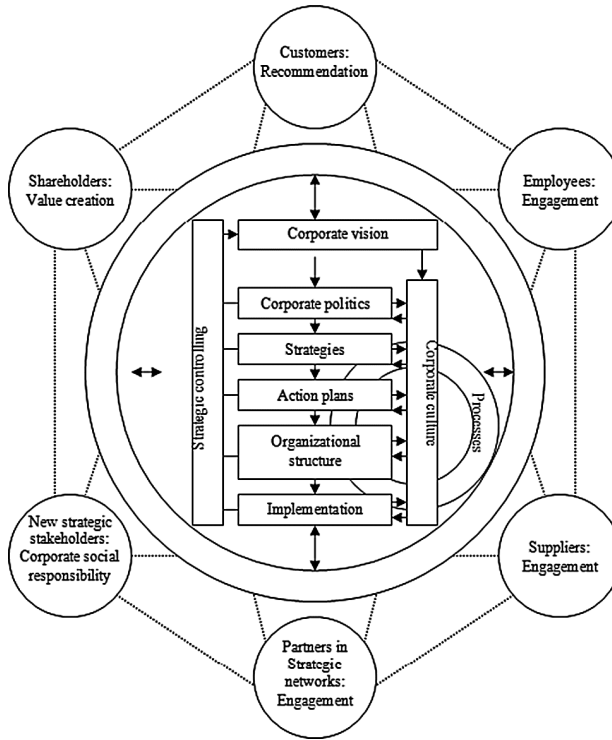 Customers:
Recommendation
Shareholders:
Value creation
Employees:
Engagement
Corporate vision
Corporate politics
Strategies
Action plans
Organizational
structure
Implementation
Strategic controlling
Corporate culture
Processes
New strategic
stakeholders:
Corporate social
responsibility
Suppliers:
Engagement
Partners in
Strategic
networks:
Engagement